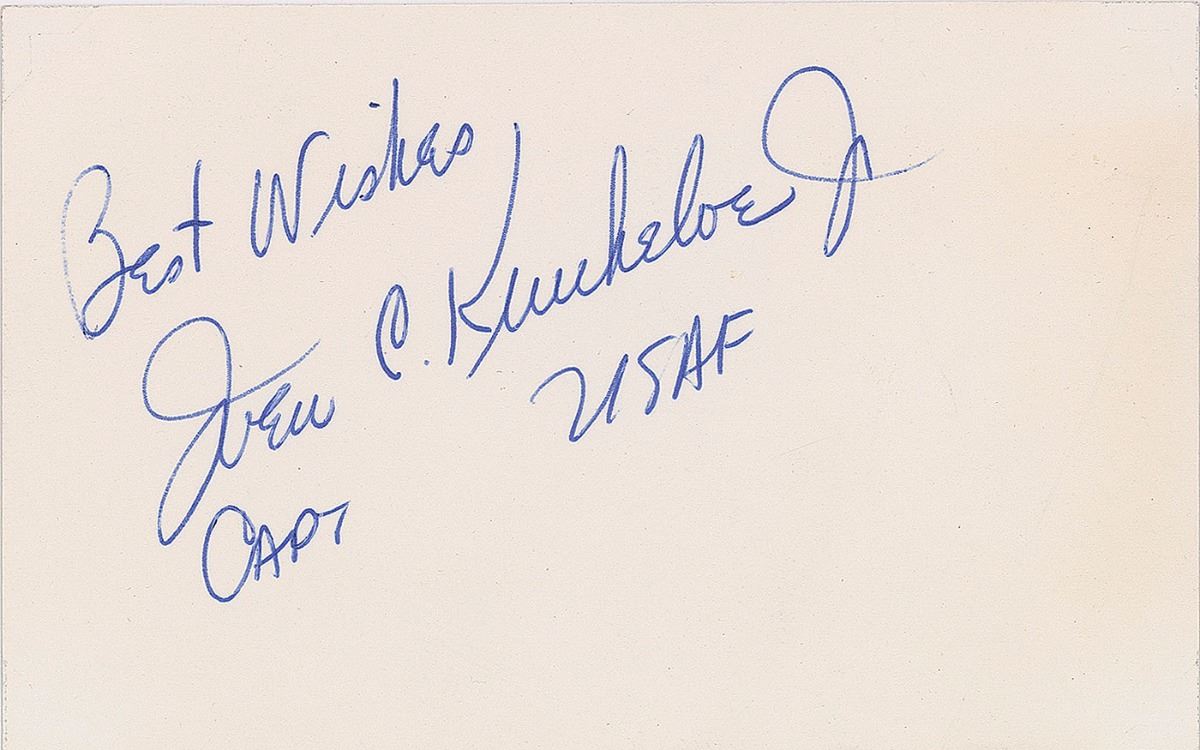 Best Wishes
Iven C. Kincheloe Jr
USAF
CAPT